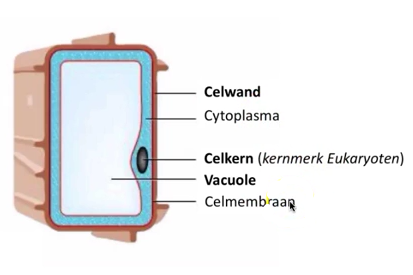 Celwand
Cytoplasma
Celkern (kernmerk Eukaryoten)
Vacuole
Celmembraan